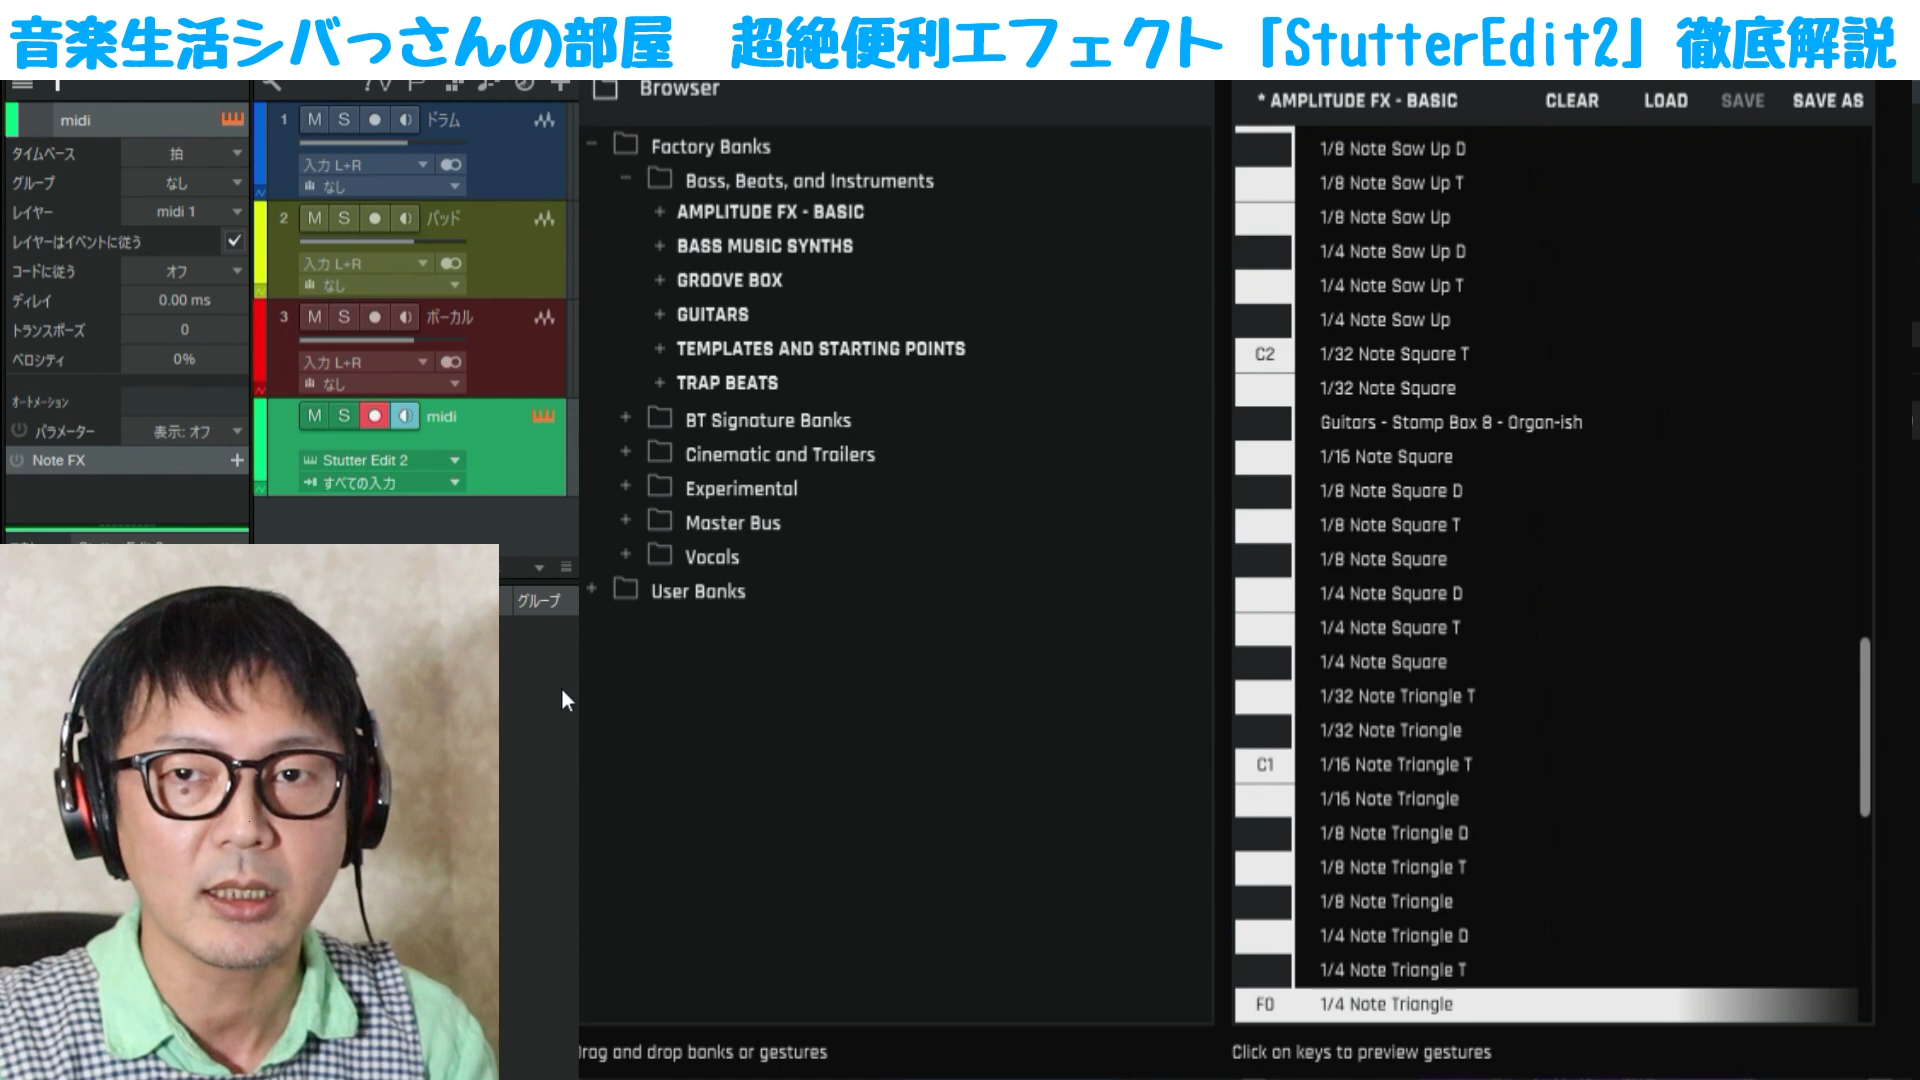 音楽生活シバっさんの部屋　超絶便利エフェクト「StutterEdit2」徹底解説
midi
タイムベース 拍
グループ なし
レイヤー midi 1
レイヤーはイベントに従う
コードに従う オフ
ディレイ 0.00 ms
トランスポーズ 0
ベロシティ 0%
オートメーション
パラメーター 表示: オフ
Note FX +
1 M S ドラム
入力 L+R
なし
2 M S パッド
入力 L+R
なし
3 M S ボーカル
入力 L+R
なし
M S midi
Stutter Edit 2
すべての入力
グループ
Browser
Factory Banks
Bass, Beats, and Instruments
AMPLITUDE FX - BASIC
BASS MUSIC SYNTHS
GROOVE BOX
GUITARS
TEMPLATES AND STARTING POINTS
TRAP BEATS
BT Signature Banks
Cinematic and Trailers
Experimental
Master Bus
Vocals
User Banks
Drag and drop banks or gestures
* AMPLITUDE FX - BASIC CLEAR LOAD SAVE SAVE AS
1/8 Note Saw Up D
1/8 Note Saw Up T
1/8 Note Saw Up
1/4 Note Saw Up D
1/4 Note Saw Up T
1/4 Note Saw Up
C2 1/32 Note Square T
1/32 Note Square
Guitars - Stomp Box 8 - Organ-ish
1/16 Note Square
1/8 Note Square D
1/8 Note Square T
1/8 Note Square
1/4 Note Square D
1/4 Note Square T
1/4 Note Square
1/32 Note Triangle T
1/32 Note Triangle
C1 1/16 Note Triangle T
1/16 Note Triangle
1/8 Note Triangle D
1/8 Note Triangle T
1/8 Note Triangle
1/4 Note Triangle D
1/4 Note Triangle T
F0 1/4 Note Triangle
Click on keys to preview gestures